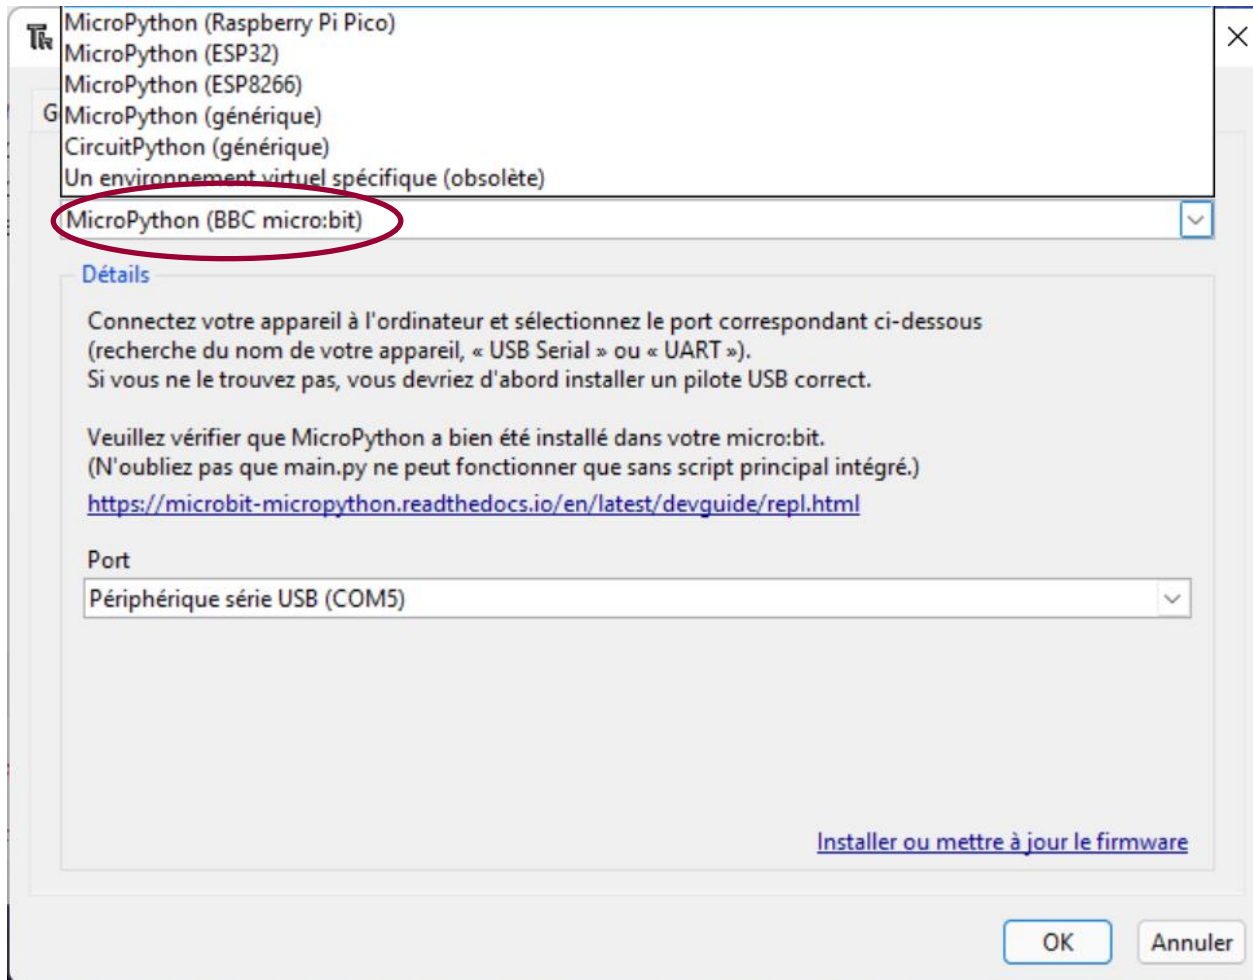 MicroPython (Raspberry Pi Pico)
MicroPython (ESP32)
MicroPython (ESP8266)
MicroPython (générique)
CircuitPython (générique)
Un environnement virtuel spécifique (obsolète)
MicroPython (BBC micro:bit)
Détails
Connectez votre appareil à l'ordinateur et sélectionnez le port correspondant ci-dessous
(recherche du nom de votre appareil, « USB Serial » ou « UART »).
Si vous ne le trouvez pas, vous devriez d'abord installer un pilote USB correct.
Veuillez vérifier que MicroPython a bien été installé dans votre micro:bit.
(N'oubliez pas que main.py ne peut fonctionner que sans script principal intégré.)
https://microbit-micropython.readthedocs.io/en/latest/devguide/repl.html
Port
Périphérique série USB (COM5)
Installer ou mettre à jour le firmware
OK
Annuler